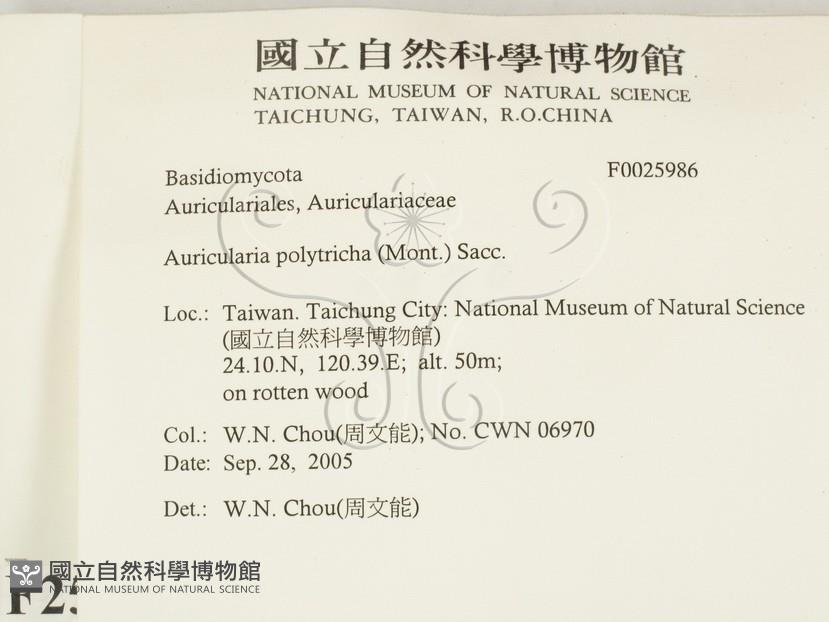 國立自然科學博物館
NATIONAL MUSEUM OF NATURAL SCIENCE
TAICHUNG, TAIWAN, R.O.CHINA
Basidiomycota F0025986
Auriculariales, Auriculariaceae
Auricularia polytricha (Mont.) Sacc.
Loc.: Taiwan. Taichung City: National Museum of Natural Science
(國立自然科學博物館)
24.10.N, 120.39.E; alt. 50m;
on rotten wood
Col.: W.N. Chou(周文能); No. CWN 06970
Date: Sep. 28, 2005
Det.: W.N. Chou(周文能)
國立自然科學博物館
NATIONAL MUSEUM OF NATURAL SCIENCE